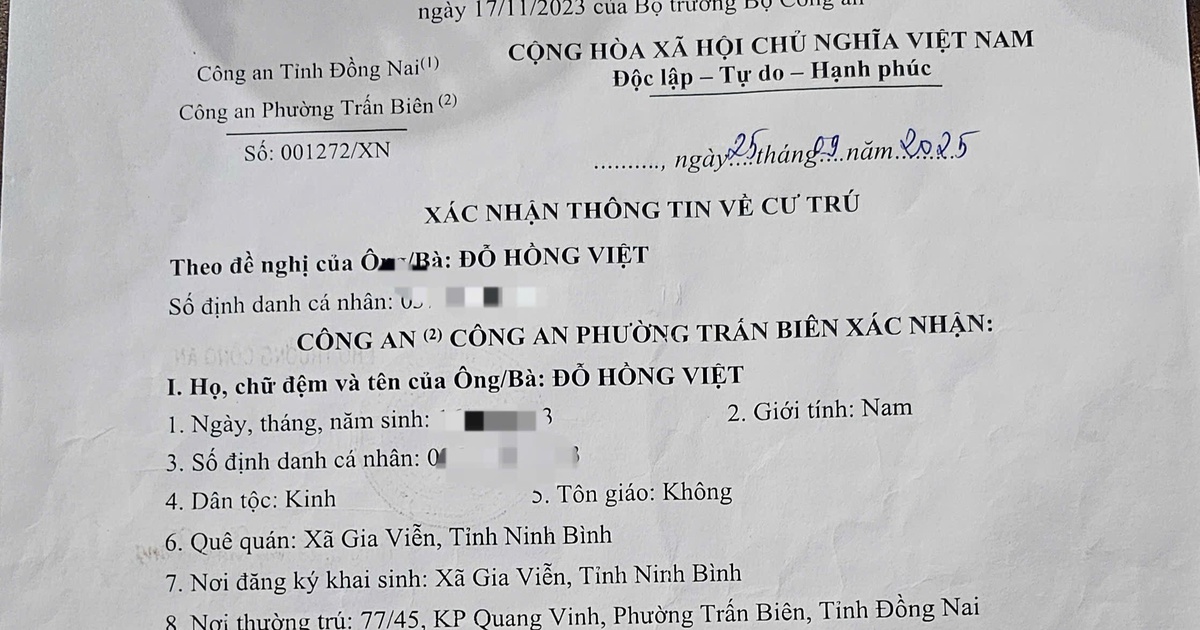 ngày 17/11/2023 của Bộ trưởng Bộ Công an
Công an Tỉnh Đồng Nai(1)
Công an Phường Trấn Biên (2)
Số: 001272/XN
CỘNG HÒA XÃ HỘI CHỦ NGHĨA VIỆT NAM
Độc lập – Tự do – Hạnh phúc
.........., ngày 25 tháng 09 năm 2025
XÁC NHẬN THÔNG TIN VỀ CƯ TRÚ
Theo đề nghị của Ông/Bà: ĐỖ HỒNG VIỆT
Số định danh cá nhân:
CÔNG AN (2) CÔNG AN PHƯỜNG TRẤN BIÊN XÁC NHẬN:
I. Họ, chữ đệm và tên của Ông/Bà: ĐỖ HỒNG VIỆT
1. Ngày, tháng, năm sinh: 3 2. Giới tính: Nam
3. Số định danh cá nhân: 0
4. Dân tộc: Kinh 5. Tôn giáo: Không
6. Quê quán: Xã Gia Viễn, Tỉnh Ninh Bình
7. Nơi đăng ký khai sinh: Xã Gia Viễn, Tỉnh Ninh Bình
8 Nơi thường trú: 77/45, KP Quang Vinh, Phường Trấn Biên, Tỉnh Đồng Nai